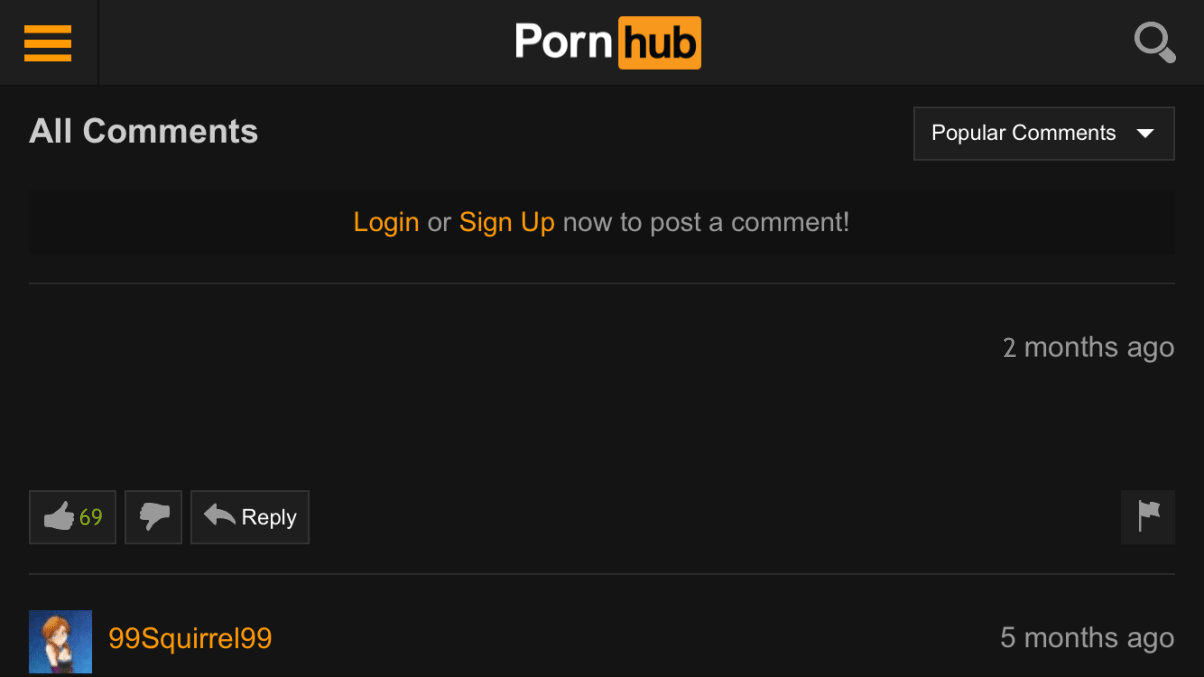 Pornhub
All Comments
Popular Comments
Login or Sign Up now to post a comment!
2 months ago
69
Reply
99Squirrel99
5 months ago